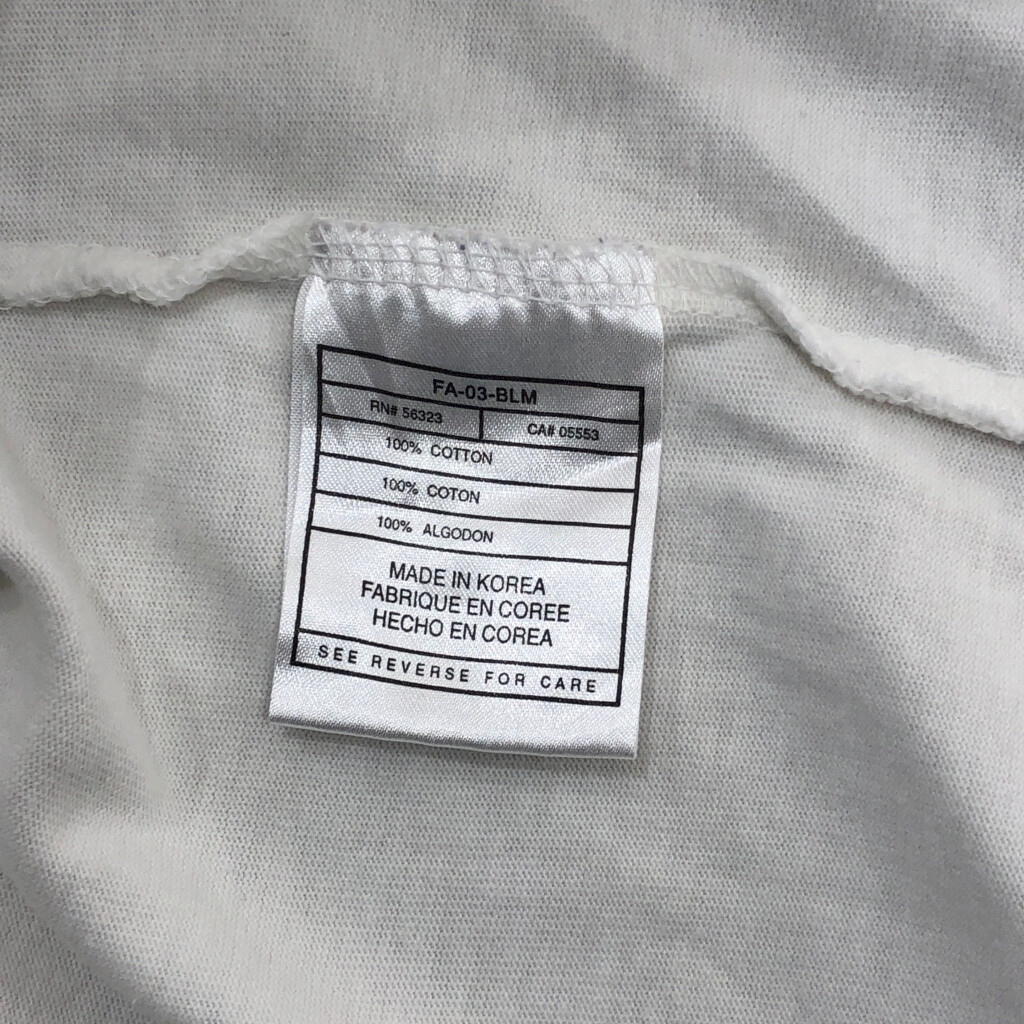 FA-03-BLM
RN# 56323 CA# 05553
100% COTTON
100% COTON
100% ALGODON
MADE IN KOREA
FABRIQUE EN COREE
HECHO EN COREA
SEE REVERSE FOR CARE